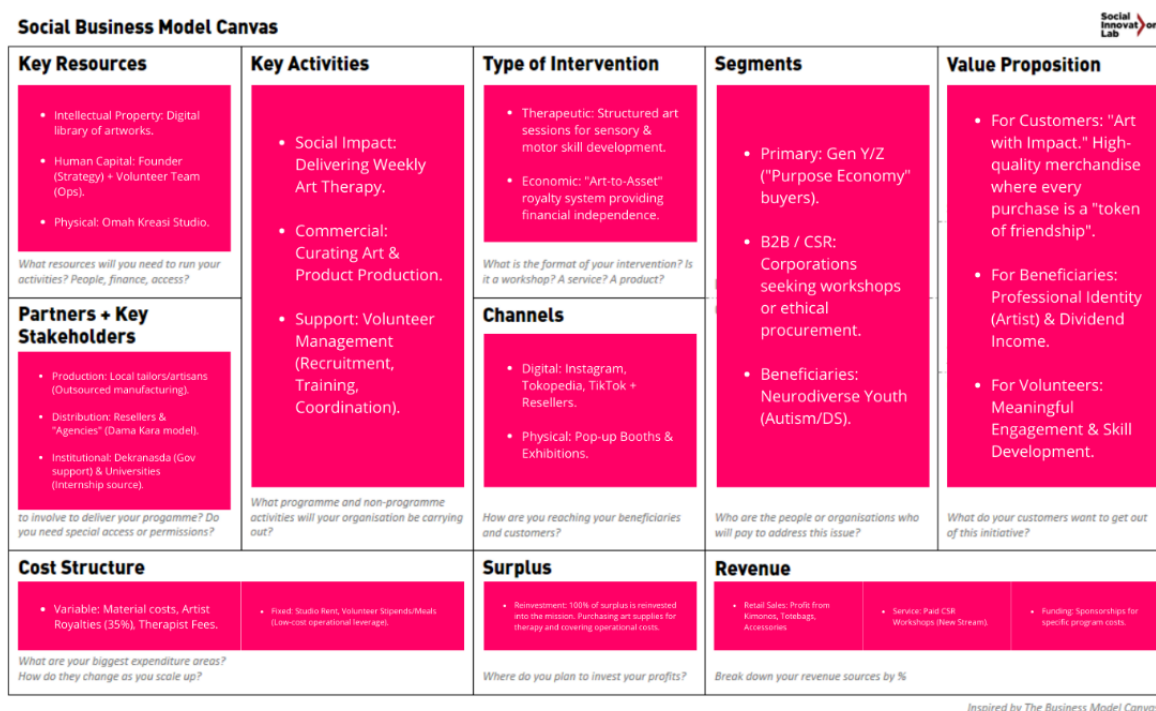 Social Business Model Canvas
Social
Innovation
Lab
Key Resources
• Intellectual Property: Digital
library of artworks.
• Human Capital: Founder
(Strategy) + Volunteer Team
(Ops).
• Physical: Omah Kreasi Studio.
What resources will you need to run your
activities? People, finance, access?
Partners + Key
Stakeholders
• Production: Local tailors/artisans
(Outsourced manufacturing).
• Distribution: Resellers &
"Agencies" (Dama Kara model).
• Institutional: Dekranasda (Gov
support) & Universities
(Internship source).
to involve to deliver your progamme? Do
you need special access or permissions?
Key Activities
• Social Impact:
Delivering Weekly
Art Therapy.
• Commercial:
Curating Art &
Product Production.
• Support: Volunteer
Management
(Recruitment,
Training,
Coordination).
What programme and non-programme
activities will your organisation be carrying
out?
Type of Intervention
• Therapeutic: Structured art
sessions for sensory &
motor skill development.
• Economic: "Art-to-Asset"
royalty system providing
financial independence.
What is the format of your intervention? Is
it a workshop? A service? A product?
Channels
• Digital: Instagram,
Tokopedia, TikTok +
Resellers.
• Physical: Pop-up Booths &
Exhibitions.
How are you reaching your beneficiaries
and customers?
Segments
• Primary: Gen Y/Z
("Purpose Economy"
buyers).
• B2B / CSR:
Corporations
seeking workshops
or ethical
procurement.
• Beneficiaries:
Neurodiverse Youth
(Autism/DS).
Who are the people or organisations who
will pay to address this issue?
Value Proposition
• For Customers: "Art
with Impact." High-
quality merchandise
where every
purchase is a "token
of friendship".
• For Beneficiaries:
Professional Identity
(Artist) & Dividend
Income.
• For Volunteers:
Meaningful
Engagement & Skill
Development.
What do your customers want to get out
of this initiative?
Cost Structure
• Variable: Material costs, Artist
Royalties (35%), Therapist Fees.
• Fixed: Studio Rent, Volunteer Stipends/Meals
(Low-cost operational leverage).
What are your biggest expenditure areas?
How do they change as you scale up?
Surplus
• Reinvestment: 100% of surplus is reinvested
into the mission. Purchasing art supplies for
therapy and covering operational costs.
Where do you plan to invest your profits?
Revenue
• Retail Sales: Profit from
Kimonos, Totebags,
Accessories
• Service: Paid CSR
Workshops (New Stream).
• Funding: Sponsorships for
specific program costs.
Break down your revenue sources by %
Inspired by The Business Model Canvas